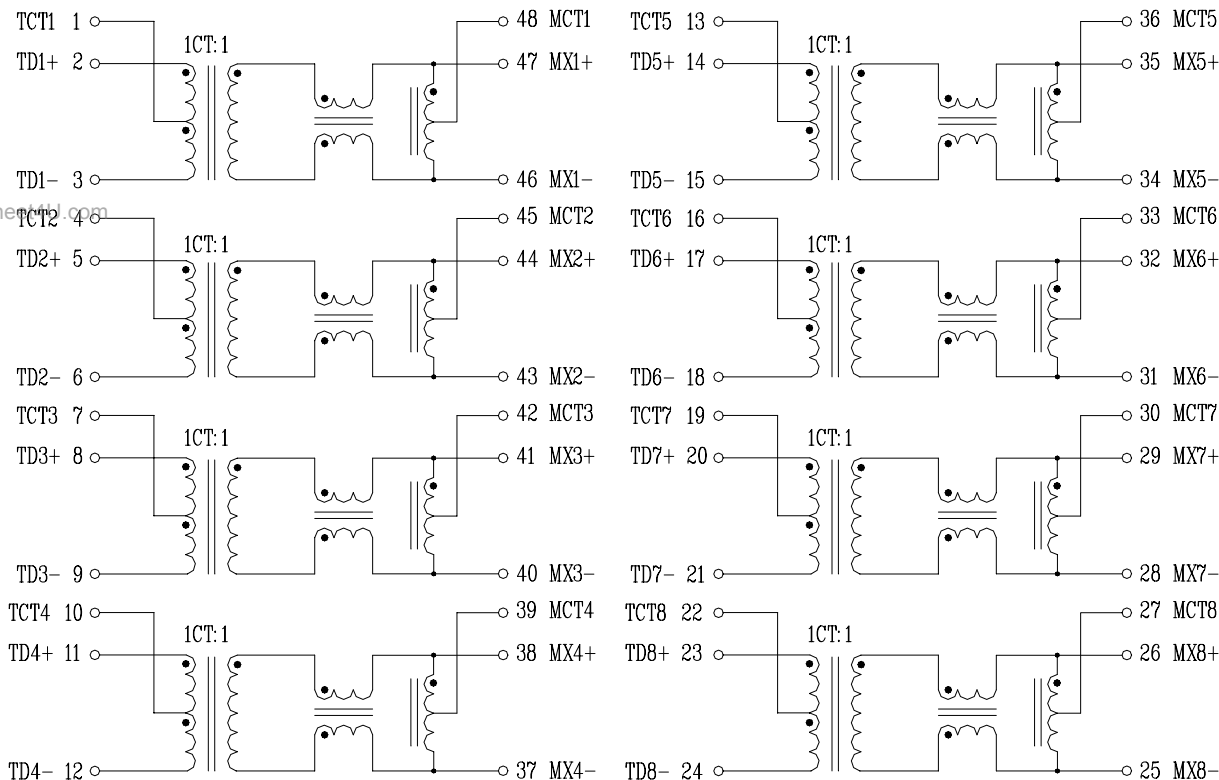 TCT1 1
48 MCT1
1CT:1
TD1+ 2
47 MX1+
TD1- 3
46 MX1-
TCT2 4
45 MCT2
1CT:1
TD2+ 5
44 MX2+
TD2- 6
43 MX2-
TCT3 7
42 MCT3
1CT:1
TD3+ 8
41 MX3+
TD3- 9
40 MX3-
TCT4 10
39 MCT4
1CT:1
TD4+ 11
38 MX4+
TD4- 12
37 MX4-
TCT5 13
36 MCT5
1CT:1
TD5+ 14
35 MX5+
TD5- 15
34 MX5-
TCT6 16
33 MCT6
1CT:1
TD6+ 17
32 MX6+
TD6- 18
31 MX6-
TCT7 19
30 MCT7
1CT:1
TD7+ 20
29 MX7+
TD7- 21
28 MX7-
TCT8 22
27 MCT8
1CT:1
TD8+ 23
26 MX8+
TD8- 24
25 MX8-